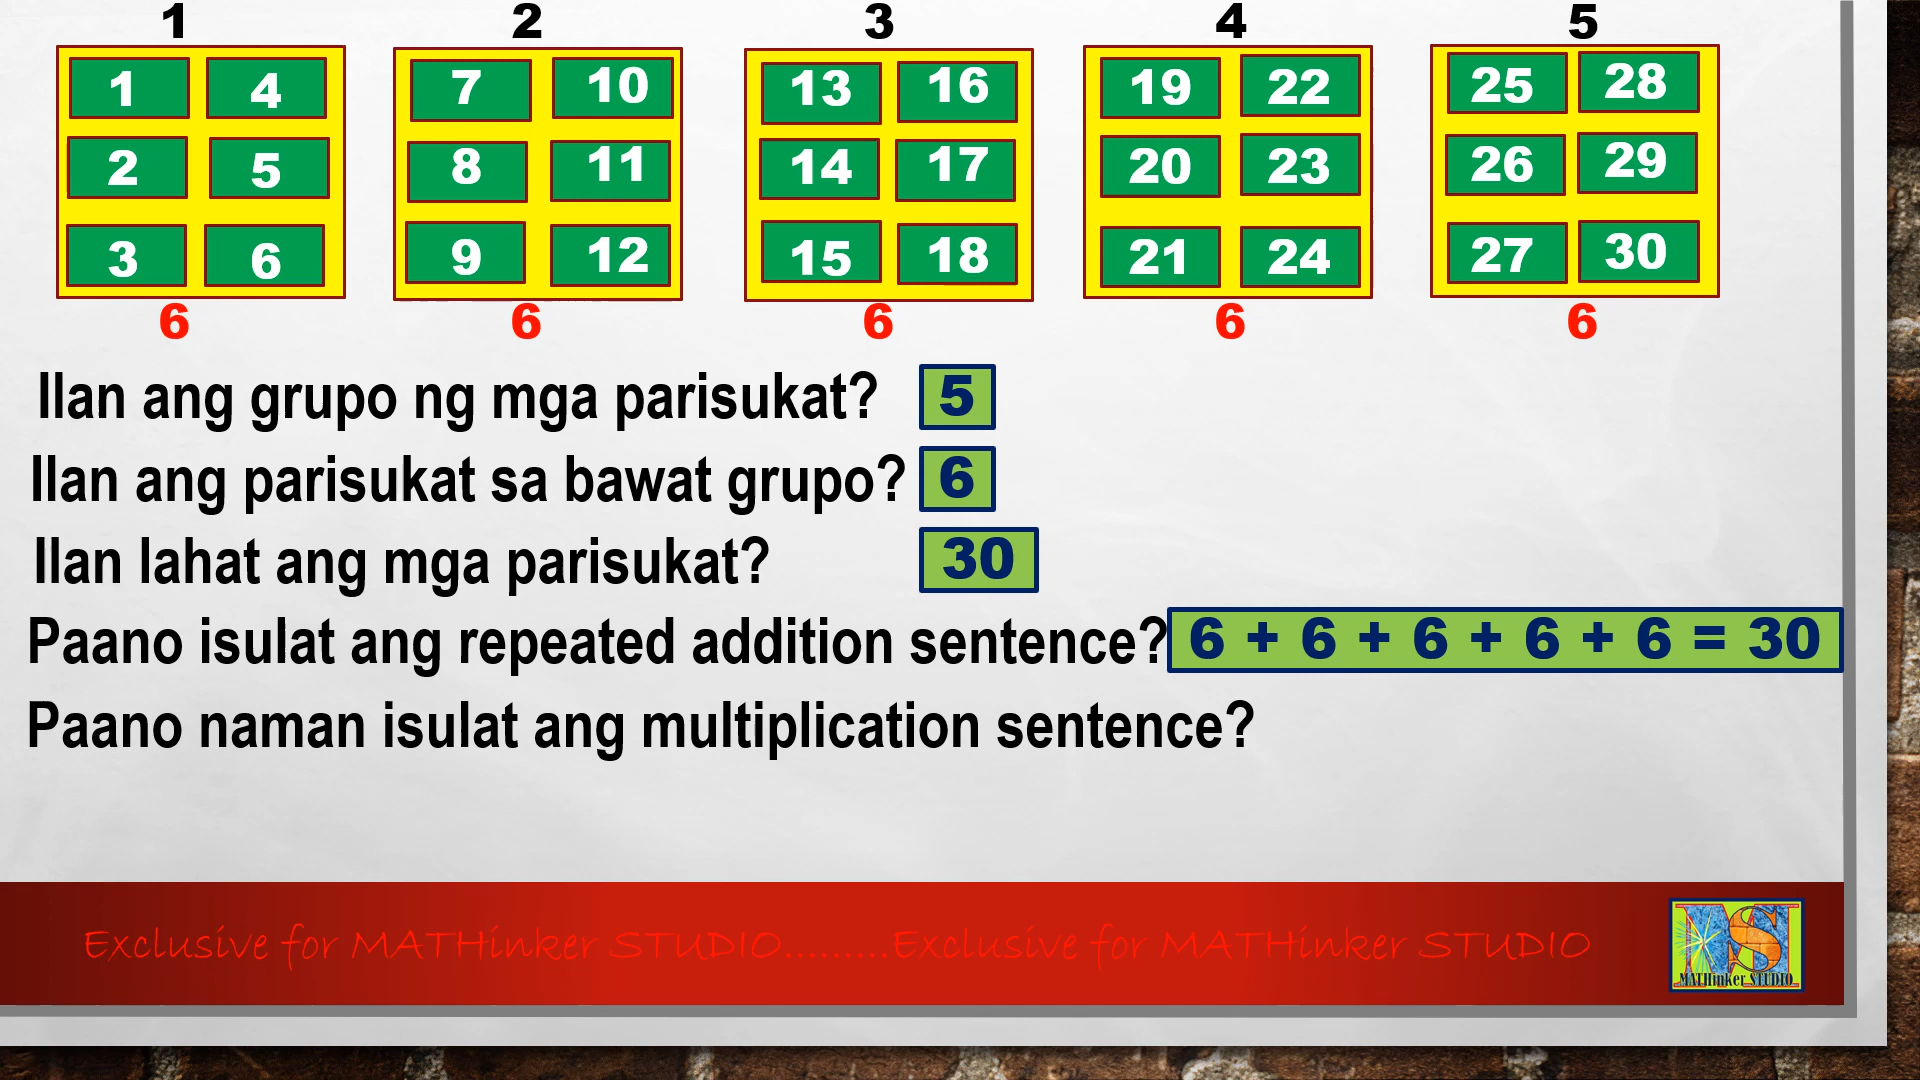 1 2 3 4 5
1 4 7 10 13 16 19 22 25 28
2 5 8 11 14 17 20 23 26 29
3 6 9 12 15 18 21 24 27 30
6 6 6 6 6
Ilan ang grupo ng mga parisukat? 5
Ilan ang parisukat sa bawat grupo? 6
Ilan lahat ang mga parisukat? 30
Paano isulat ang repeated addition sentence? 6 + 6 + 6 + 6 + 6 = 30
Paano naman isulat ang multiplication sentence?
Exclusive for MATHinker STUDIO.........Exclusive for MATHinker STUDIO
MS
MATHinker STUDIO